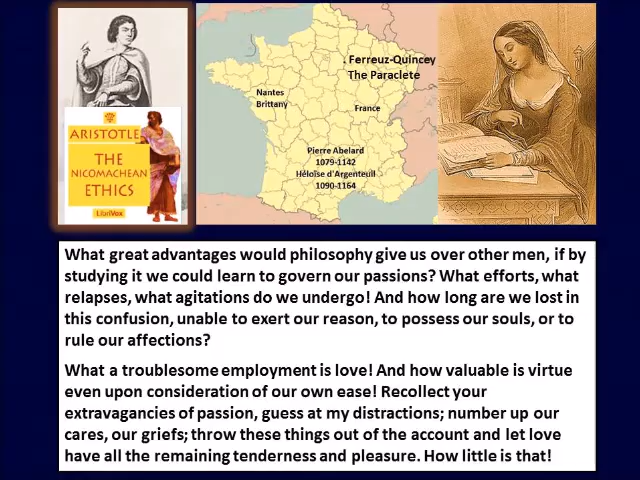 . Ferreuz-Quincey
The Paraclete
Nantes
Brittany
France
Pierre Abelard
1079-1142
Héloïse d'Argenteuil
1090-1164
ARISTOTLE
THE
NICOMACHEAN
ETHICS
LibriVox
What great advantages would philosophy give us over other men, if by
studying it we could learn to govern our passions? What efforts, what
relapses, what agitations do we undergo! And how long are we lost in
this confusion, unable to exert our reason, to possess our souls, or to
rule our affections?
What a troublesome employment is love! And how valuable is virtue
even upon consideration of our own ease! Recollect your
extravagancies of passion, guess at my distractions; number up our
cares, our griefs; throw these things out of the account and let love
have all the remaining tenderness and pleasure. How little is that!